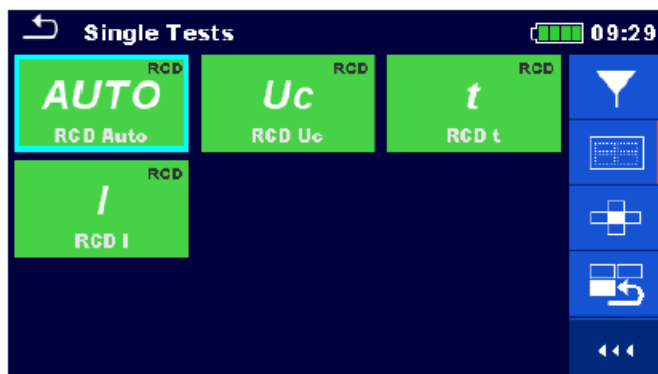 Single Tests 09:29
RCD RCD RCD
AUTO Uc t
RCD Auto RCD Uc RCD t
RCD
I
RCD I